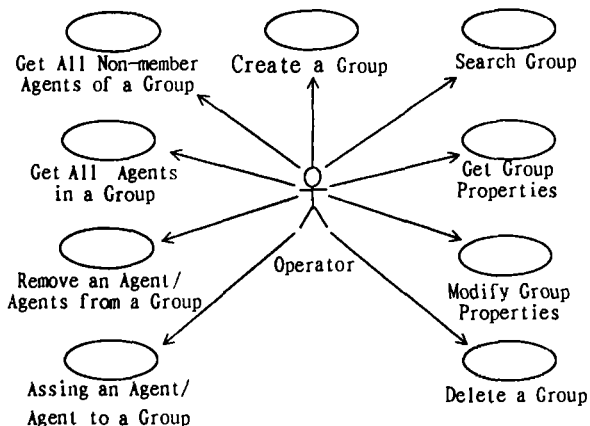 Get All Non-member
Agents of a Group
Create a Group
Search Group
Get All Agents
in a Group
Get Group
Properties
Remove an Agent/
Agents from a Group
Operator
Modify Group
Properties
Assing an Agent/
Agent to a Group
Delete a Group